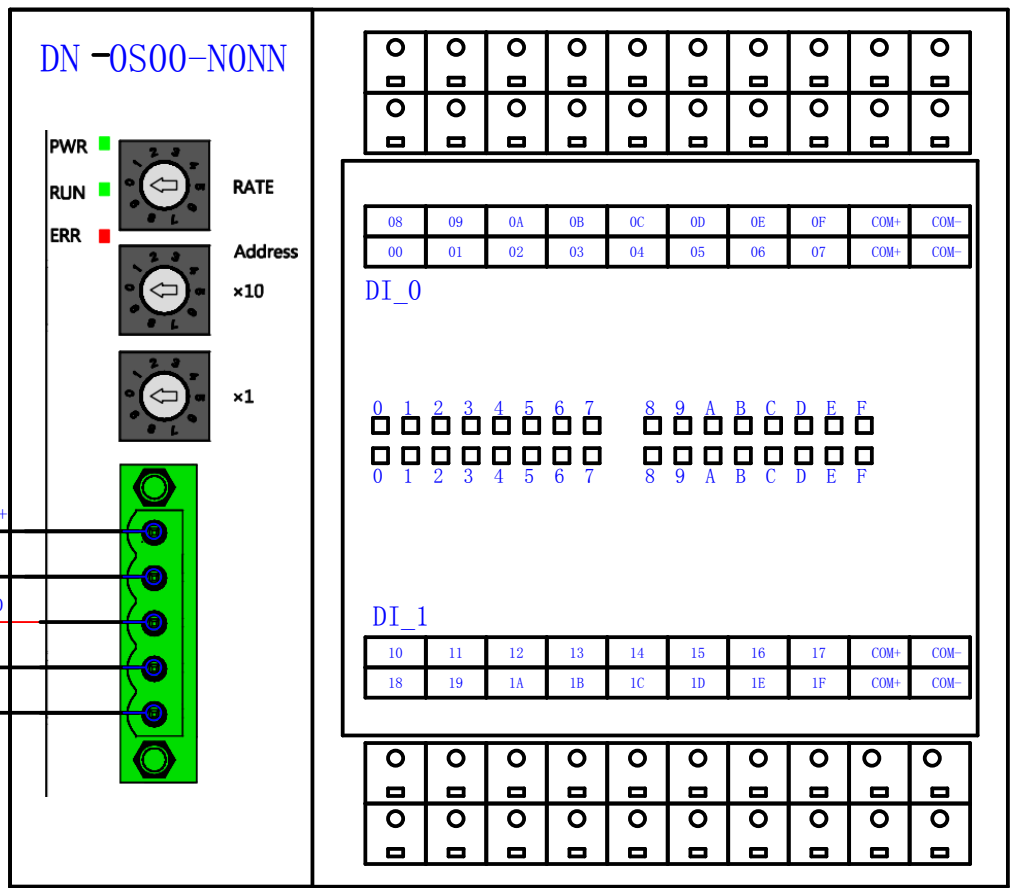 DN-0S00-N0NN
PWR
RUN
ERR
RATE
Address
×10
×1
+
08 09 0A 0B 0C 0D 0E 0F COM+ COM-
00 01 02 03 04 05 06 07 COM+ COM-
DI_0
0 1 2 3 4 5 6 7 8 9 A B C D E F
0 1 2 3 4 5 6 7 8 9 A B C D E F
DI_1
10 11 12 13 14 15 16 17 COM+ COM-
18 19 1A 1B 1C 1D 1E 1F COM+ COM-